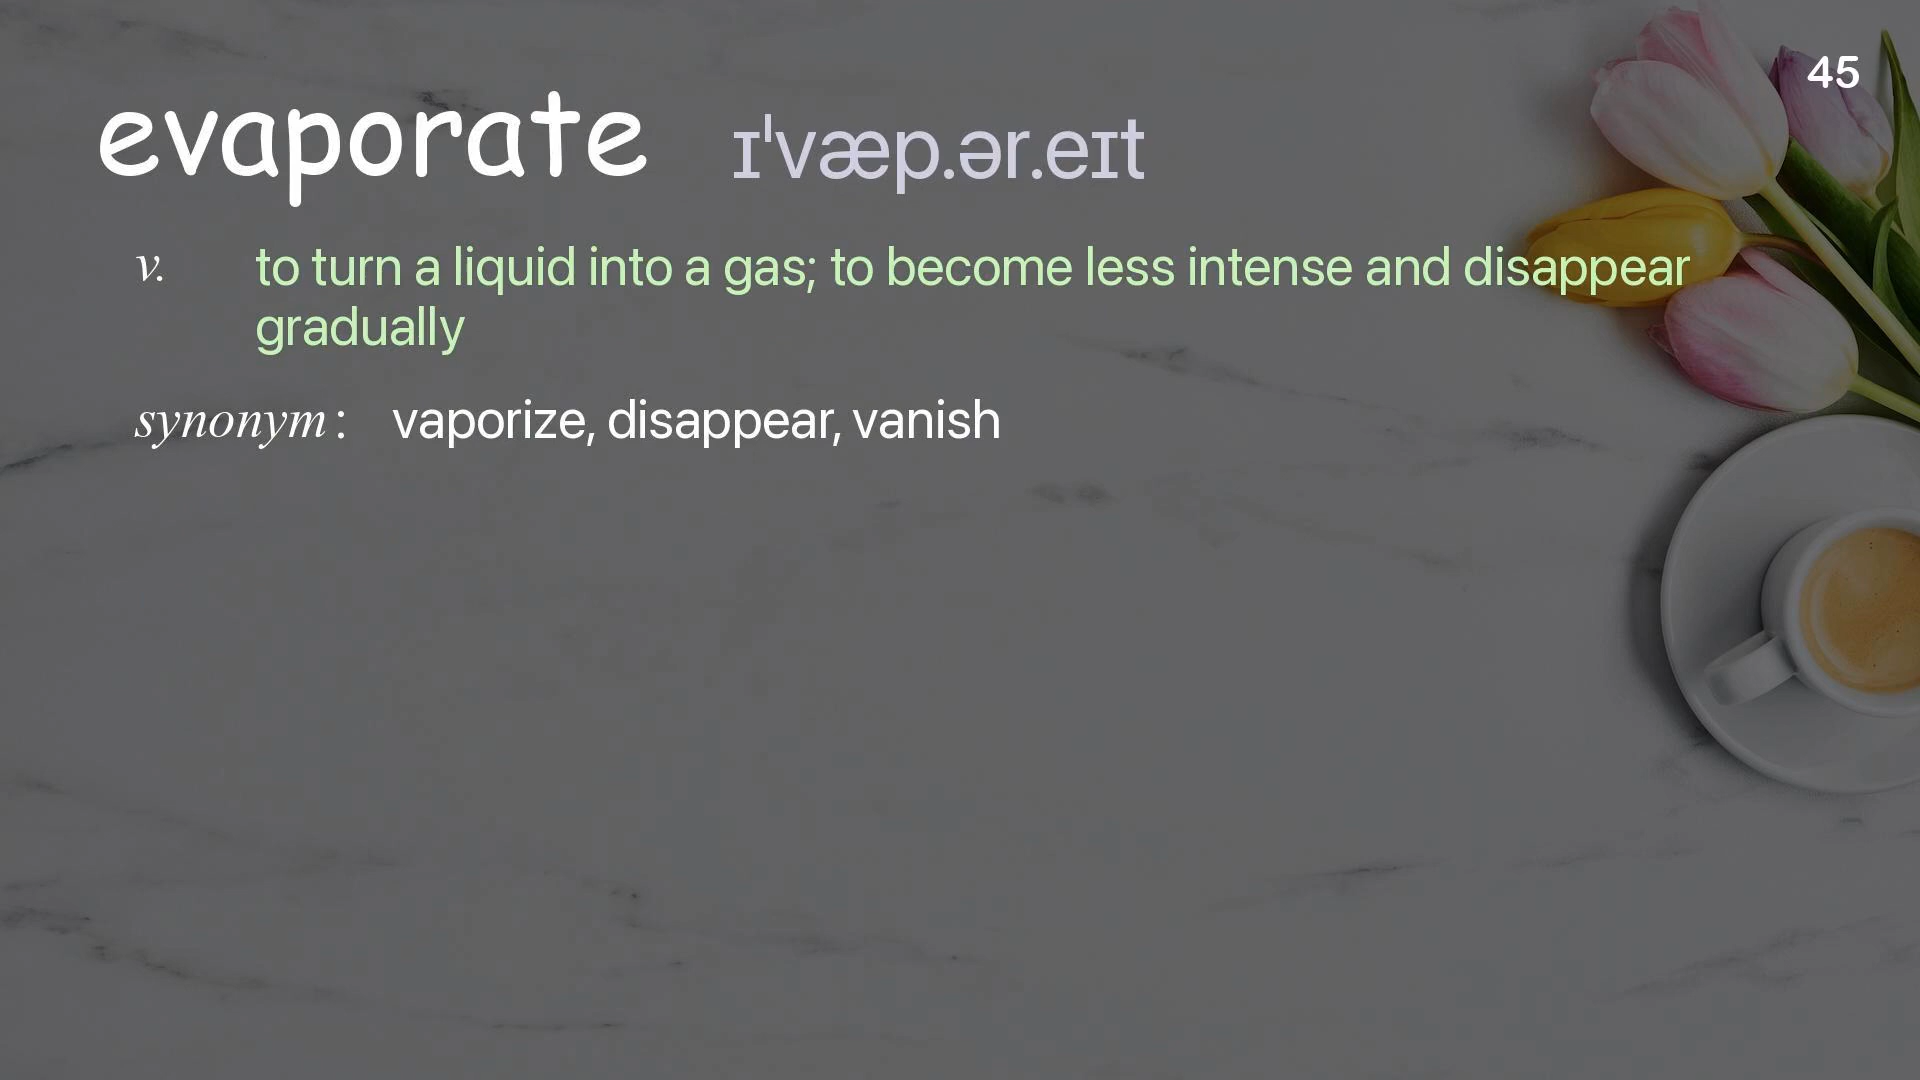 45
evaporate ɪˈvæp.ər.eɪt
v. to turn a liquid into a gas; to become less intense and disappear
gradually
synonym : vaporize, disappear, vanish